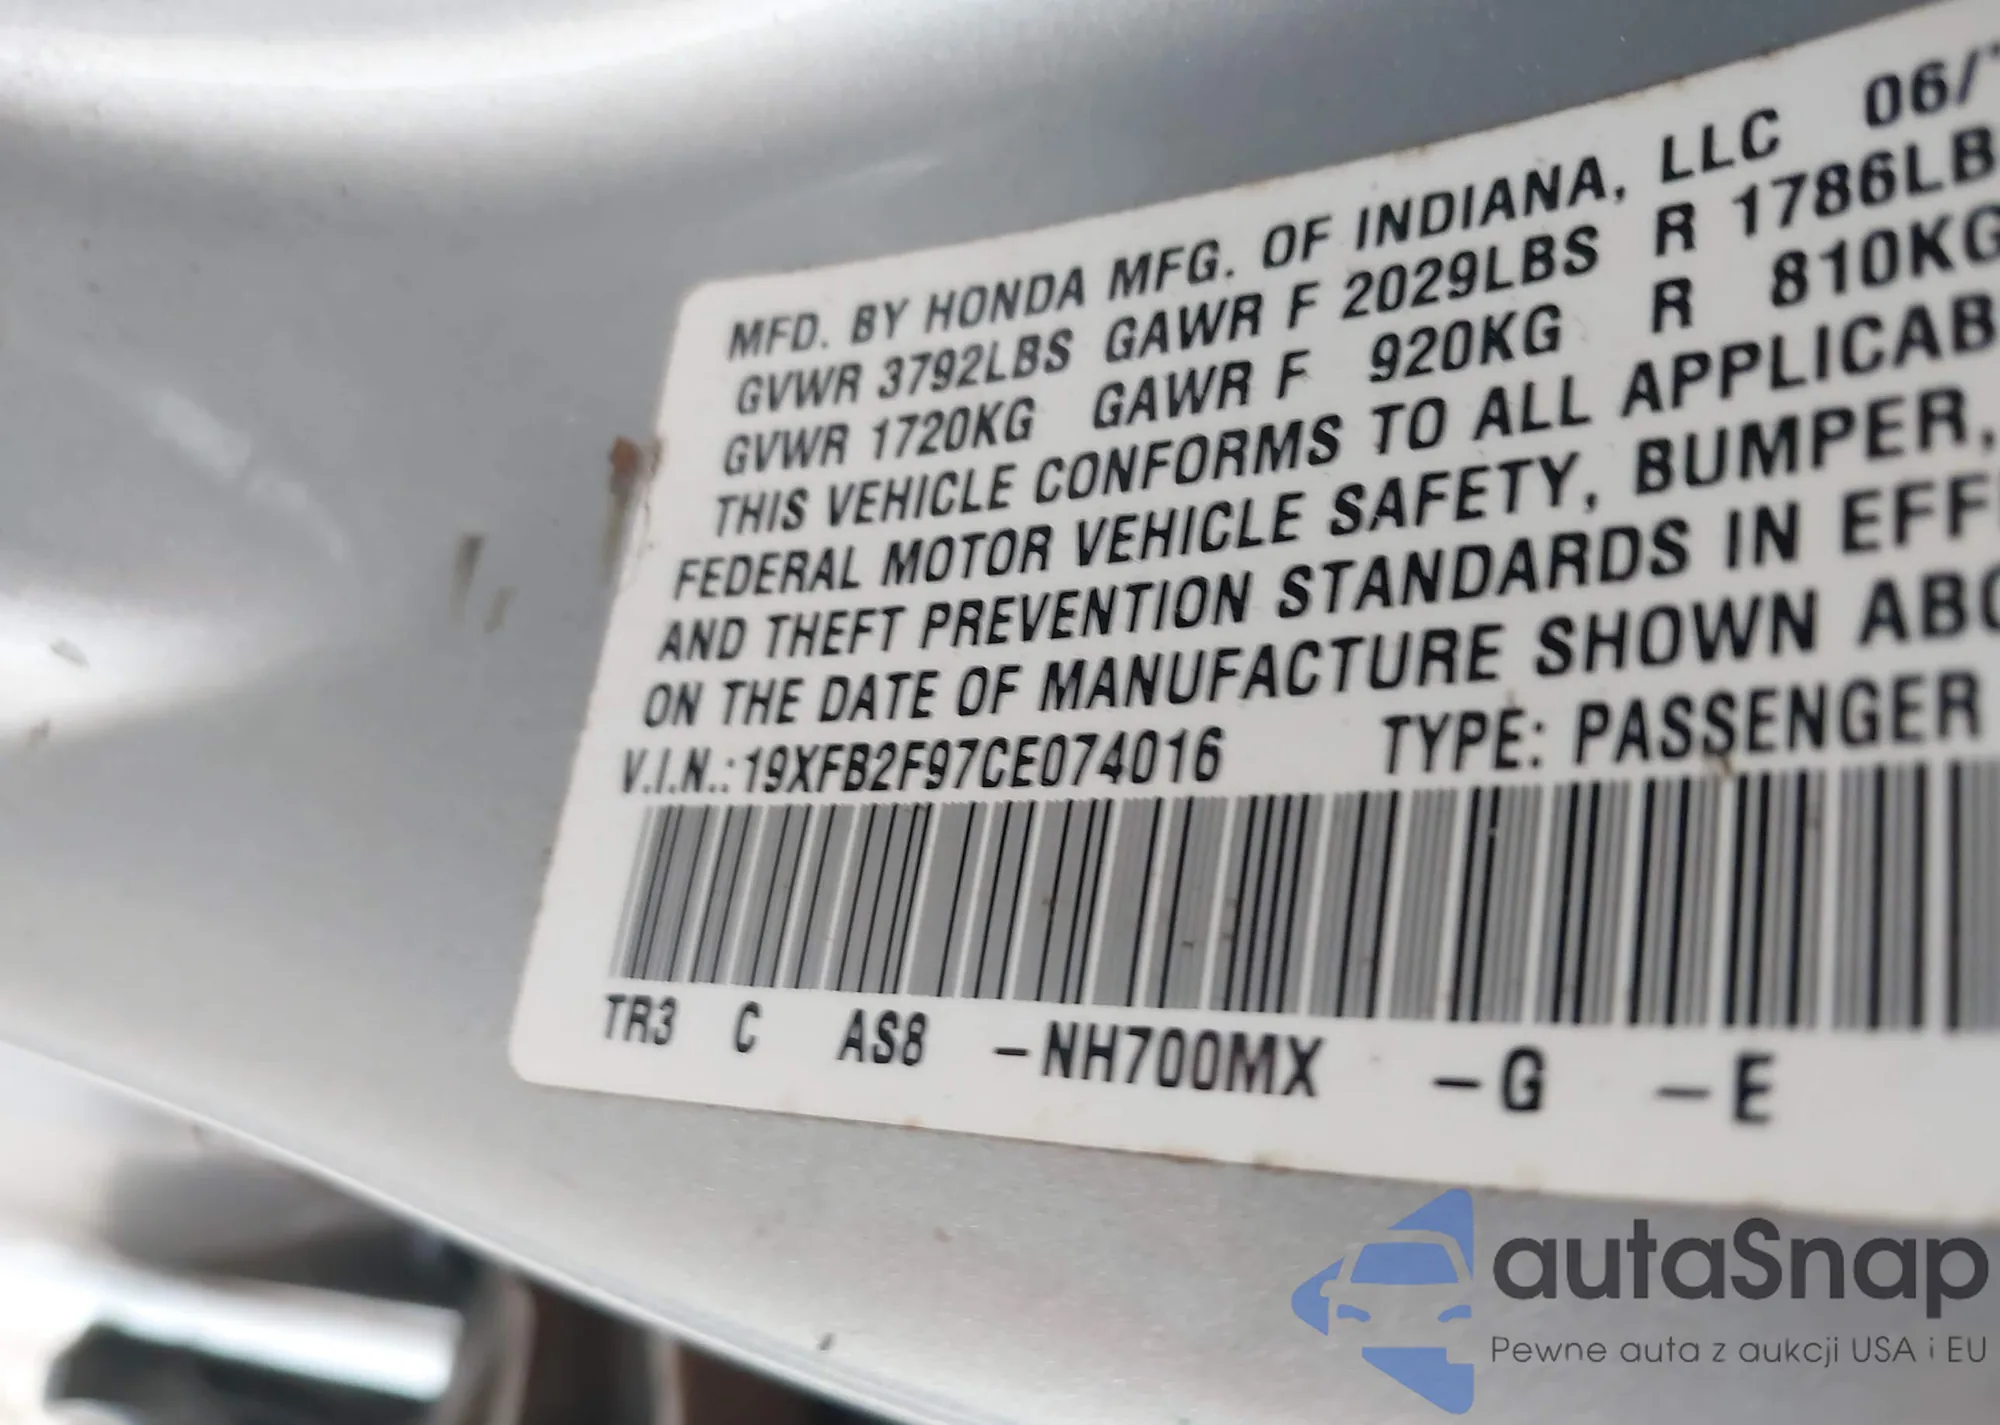 MFD. BY HONDA MFG. OF INDIANA, LLC 06/
GVWR 3792LBS GAWR F 2029LBS R 1786LB
GVWR 1720KG GAWR F 920KG R 810KG
THIS VEHICLE CONFORMS TO ALL APPLICAB
FEDERAL MOTOR VEHICLE SAFETY, BUMPER,
AND THEFT PREVENTION STANDARDS IN EFF
ON THE DATE OF MANUFACTURE SHOWN ABO
V.I.N.: 19XFB2F97CE074016 TYPE: PASSENGER
TR3 C AS8 -NH700MX -G -E
autaSnap
Pewne auta z aukcji USA i EU